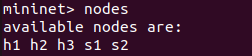 mininet> nodes
available nodes are:
h1 h2 h3 s1 s2